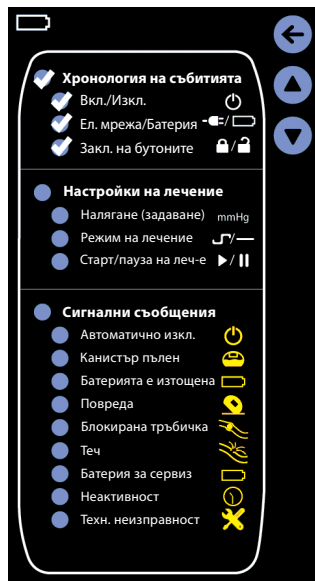 Хронология на събитията
Вкл./Изкл.
Ел. мрежа/Батерия
Закл. на бутоните
Настройки на лечение
Налягане (задаване) mmHg
Режим на лечение
Старт/пауза на леч-е
Сигнални съобщения
Автоматично изкл.
Канистър пълен
Батерията е изтощена
Повреда
Блокирана тръбичка
Теч
Батерия за сервиз
Неактивност
Техн. неизправност